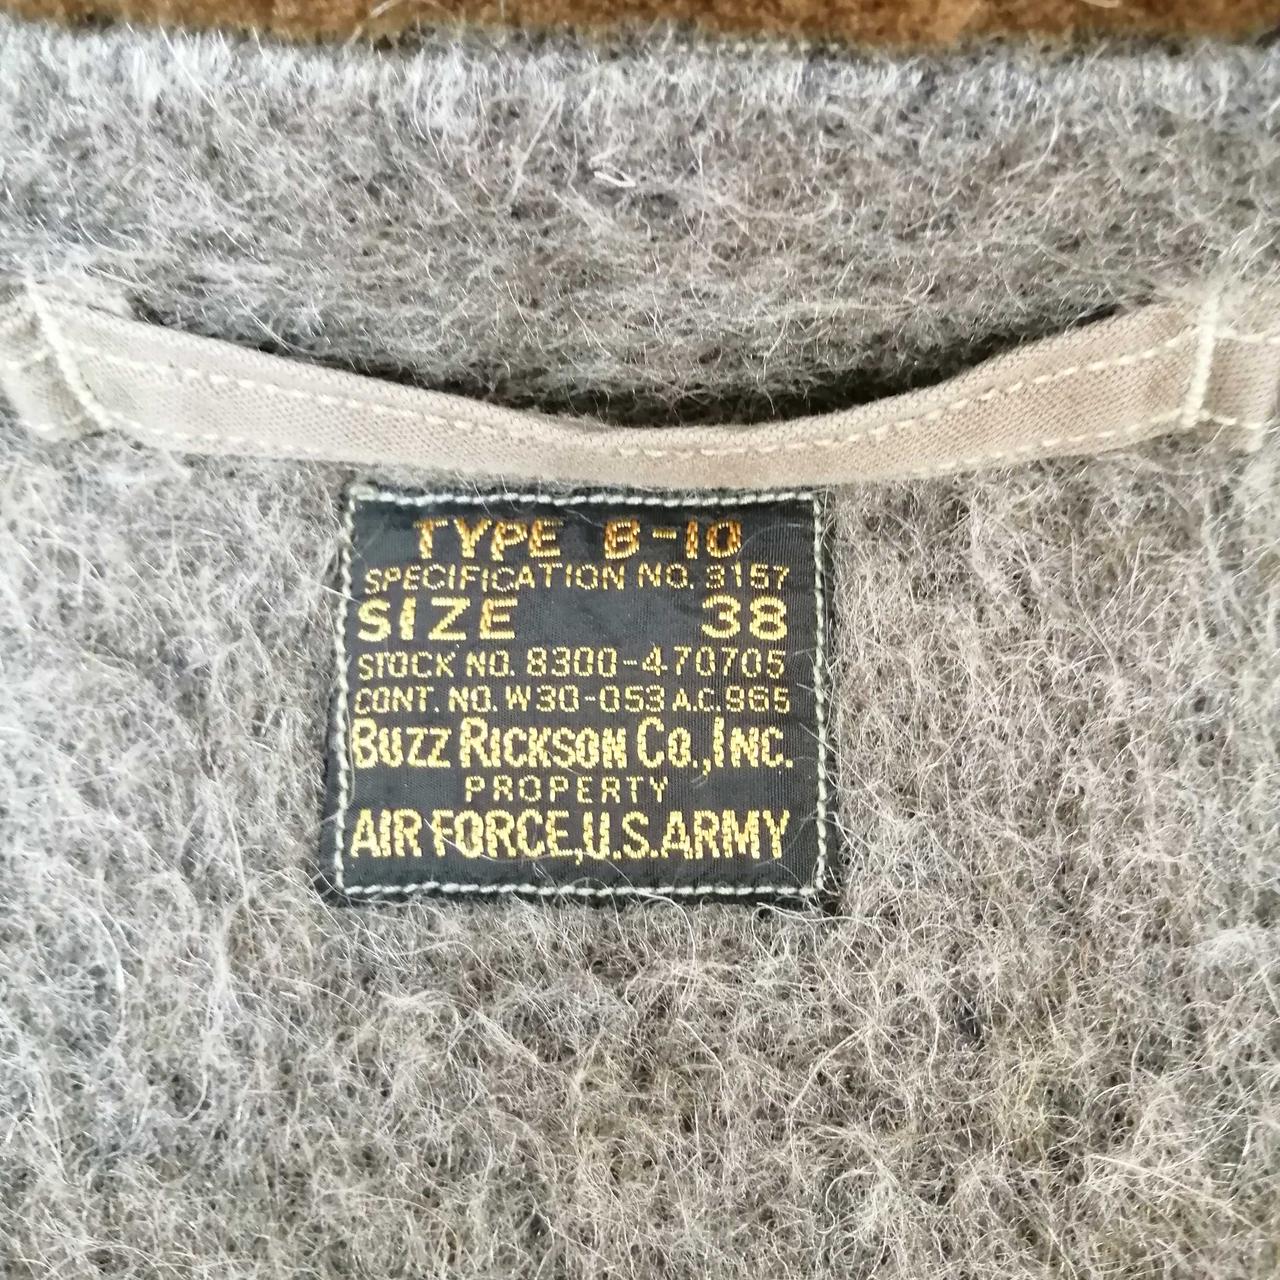 TYPE B-10
SPECIFICATION NO. 3157
SIZE 38
STOCK NO. 8300-470705
CONT. NO. W30-053 A.C. 965
BUZZ RICKSON CO., INC.
PROPERTY
AIR FORCE, U.S. ARMY